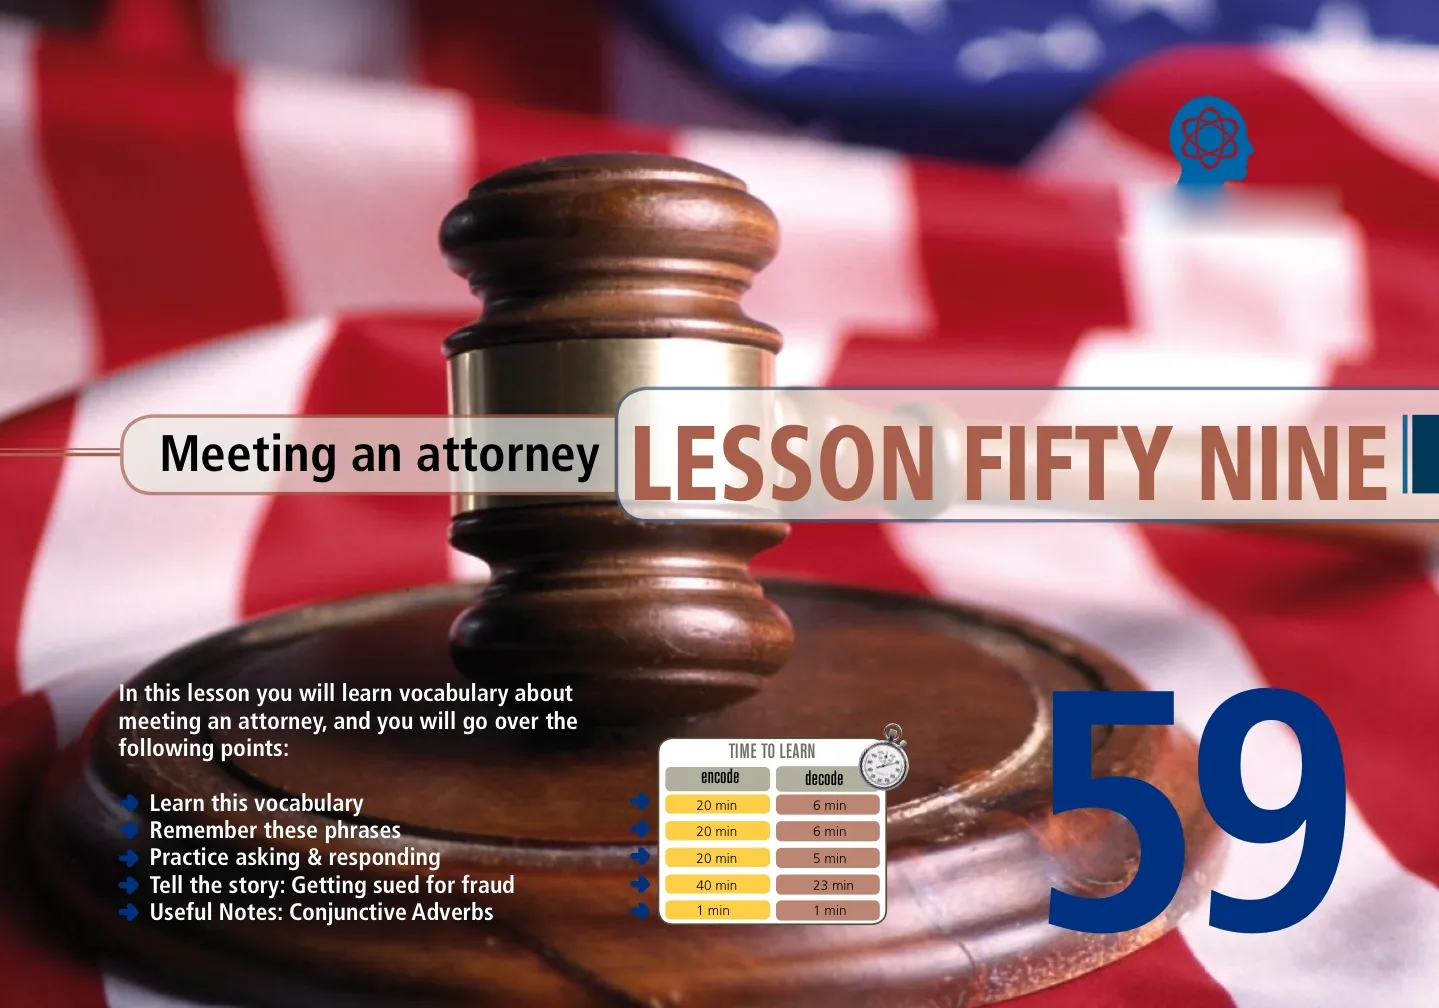 Meeting an attorney
LESSON FIFTY NINE
In this lesson you will learn vocabulary about
meeting an attorney, and you will go over the
following points:
Learn this vocabulary
Remember these phrases
Practice asking & responding
Tell the story: Getting sued for fraud
Useful Notes: Conjunctive Adverbs
TIME TO LEARN
encode decode
20 min 6 min
20 min 6 min
20 min 5 min
40 min 23 min
1 min 1 min
59